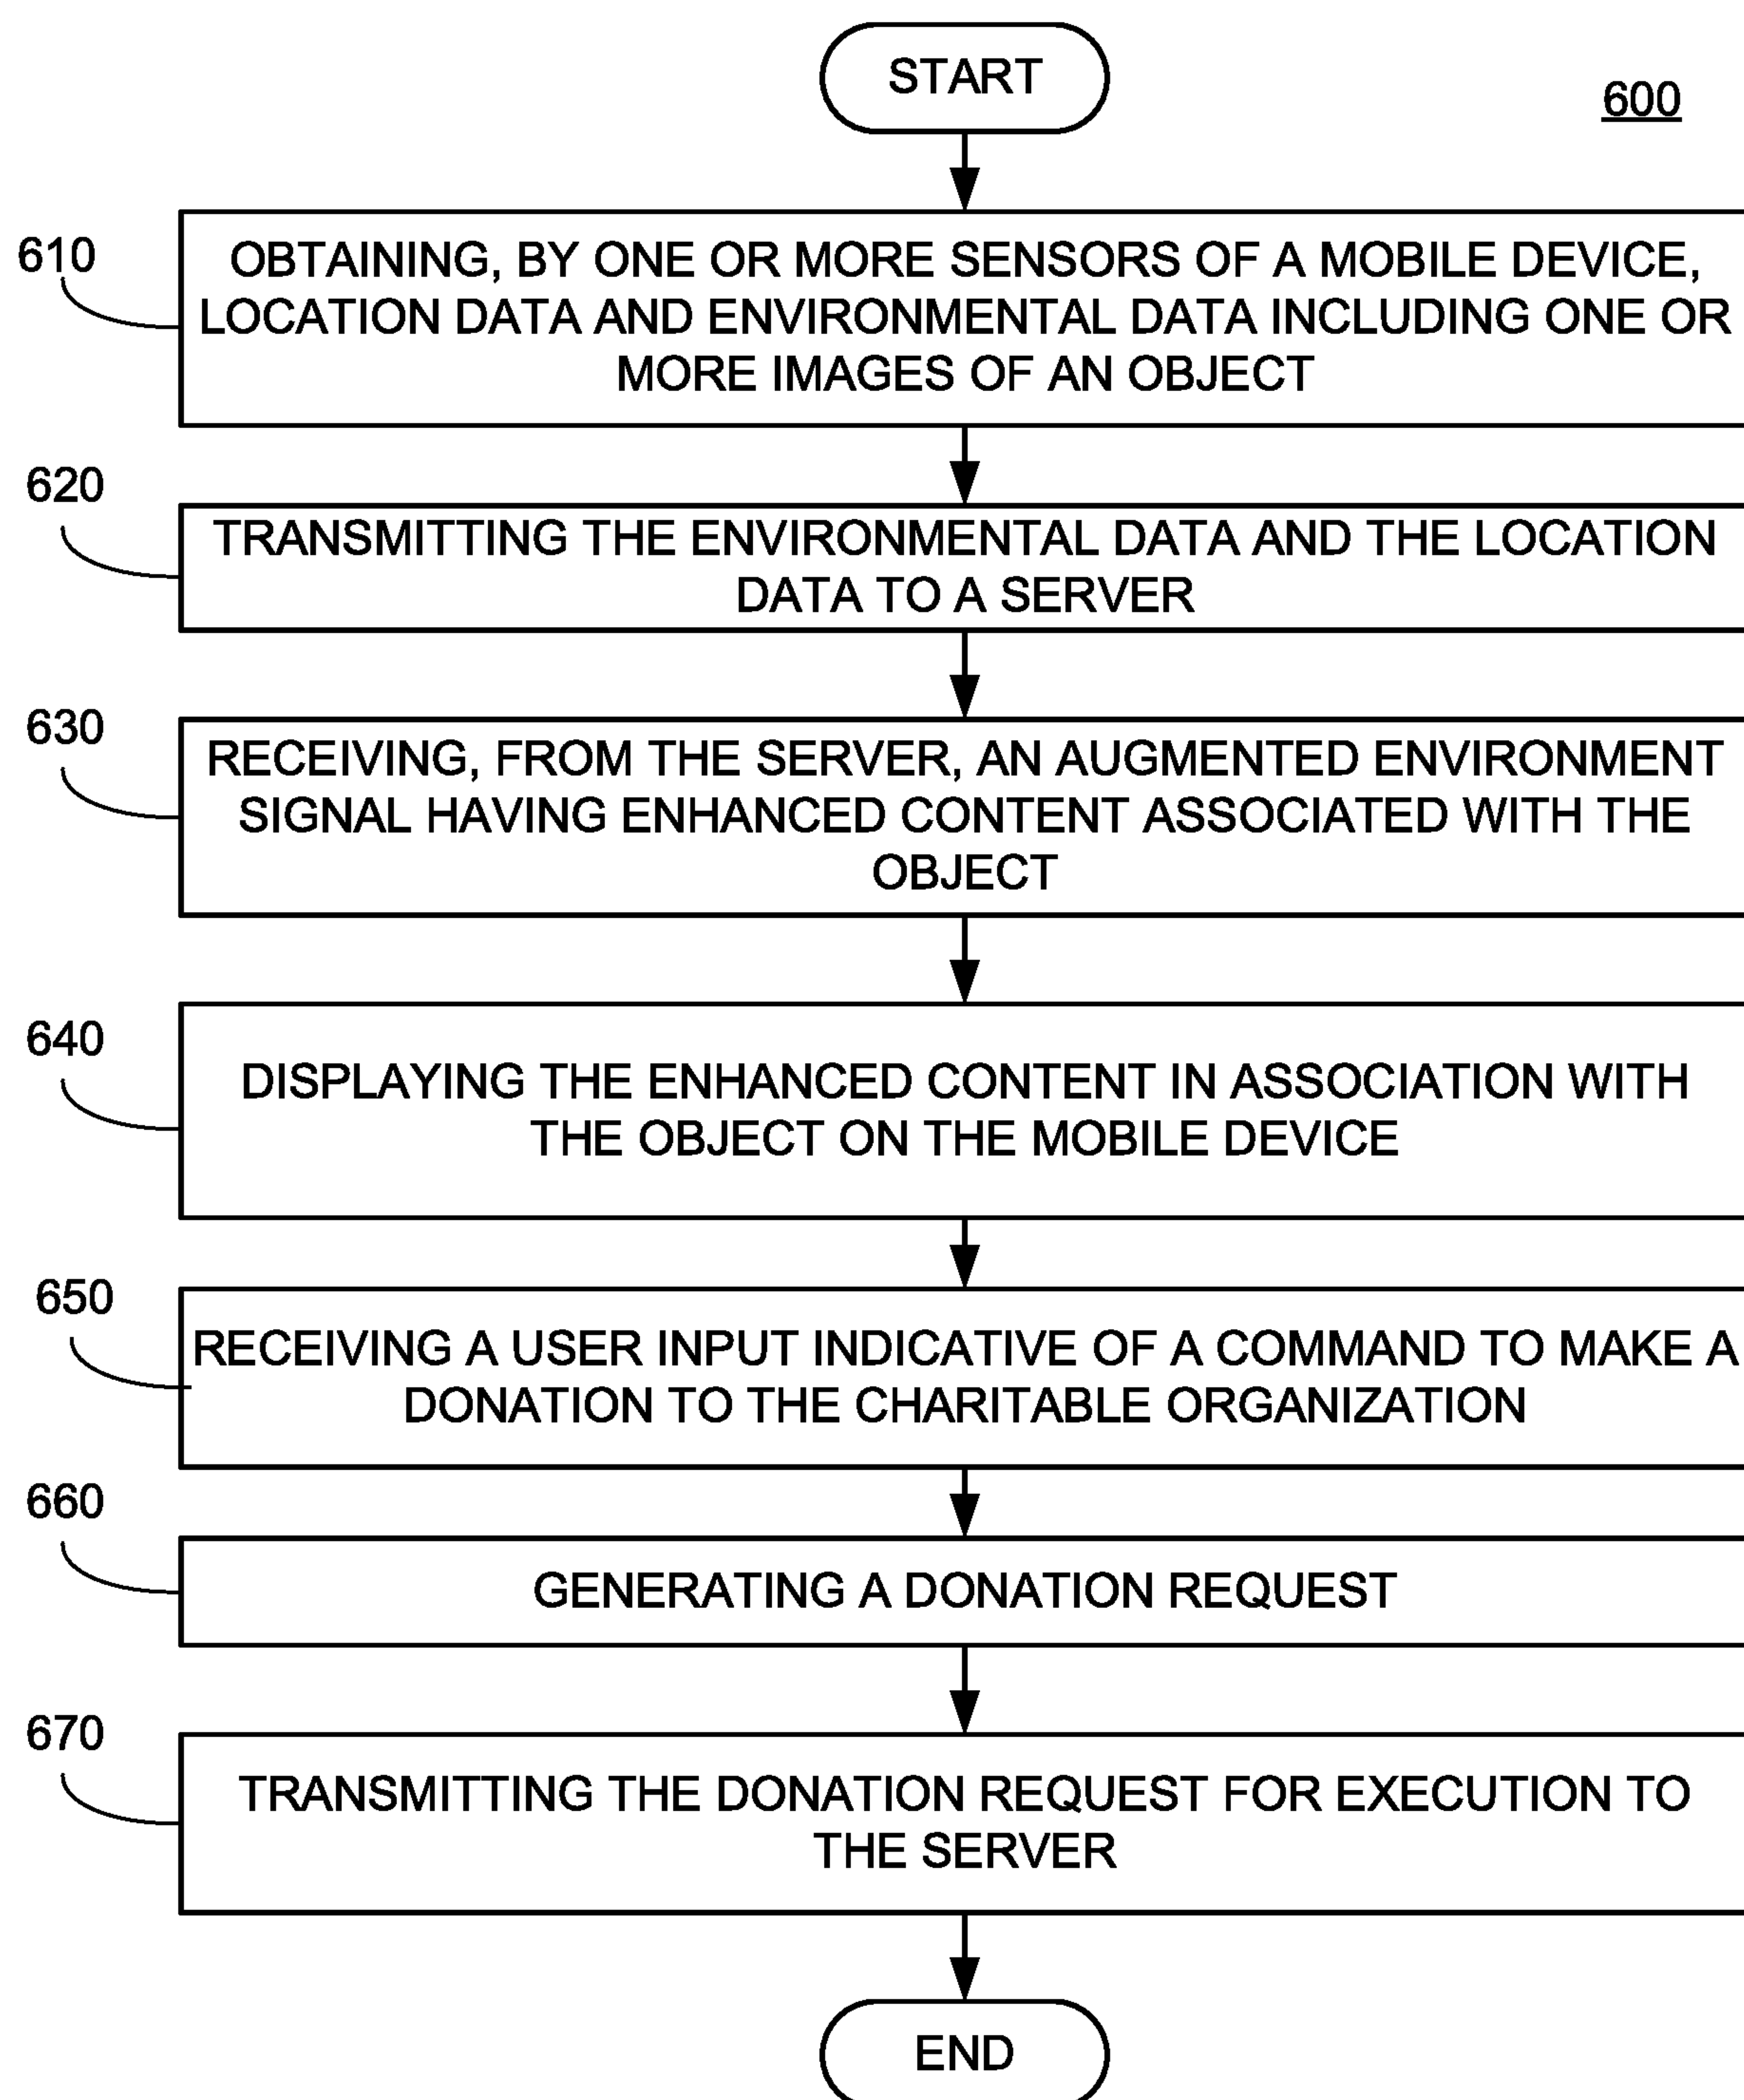 START
600
610
OBTAINING, BY ONE OR MORE SENSORS OF A MOBILE DEVICE,
LOCATION DATA AND ENVIRONMENTAL DATA INCLUDING ONE OR
MORE IMAGES OF AN OBJECT
620
TRANSMITTING THE ENVIRONMENTAL DATA AND THE LOCATION
DATA TO A SERVER
630
RECEIVING, FROM THE SERVER, AN AUGMENTED ENVIRONMENT
SIGNAL HAVING ENHANCED CONTENT ASSOCIATED WITH THE
OBJECT
640
DISPLAYING THE ENHANCED CONTENT IN ASSOCIATION WITH
THE OBJECT ON THE MOBILE DEVICE
650
RECEIVING A USER INPUT INDICATIVE OF A COMMAND TO MAKE A
DONATION TO THE CHARITABLE ORGANIZATION
660
GENERATING A DONATION REQUEST
670
TRANSMITTING THE DONATION REQUEST FOR EXECUTION TO
THE SERVER
END